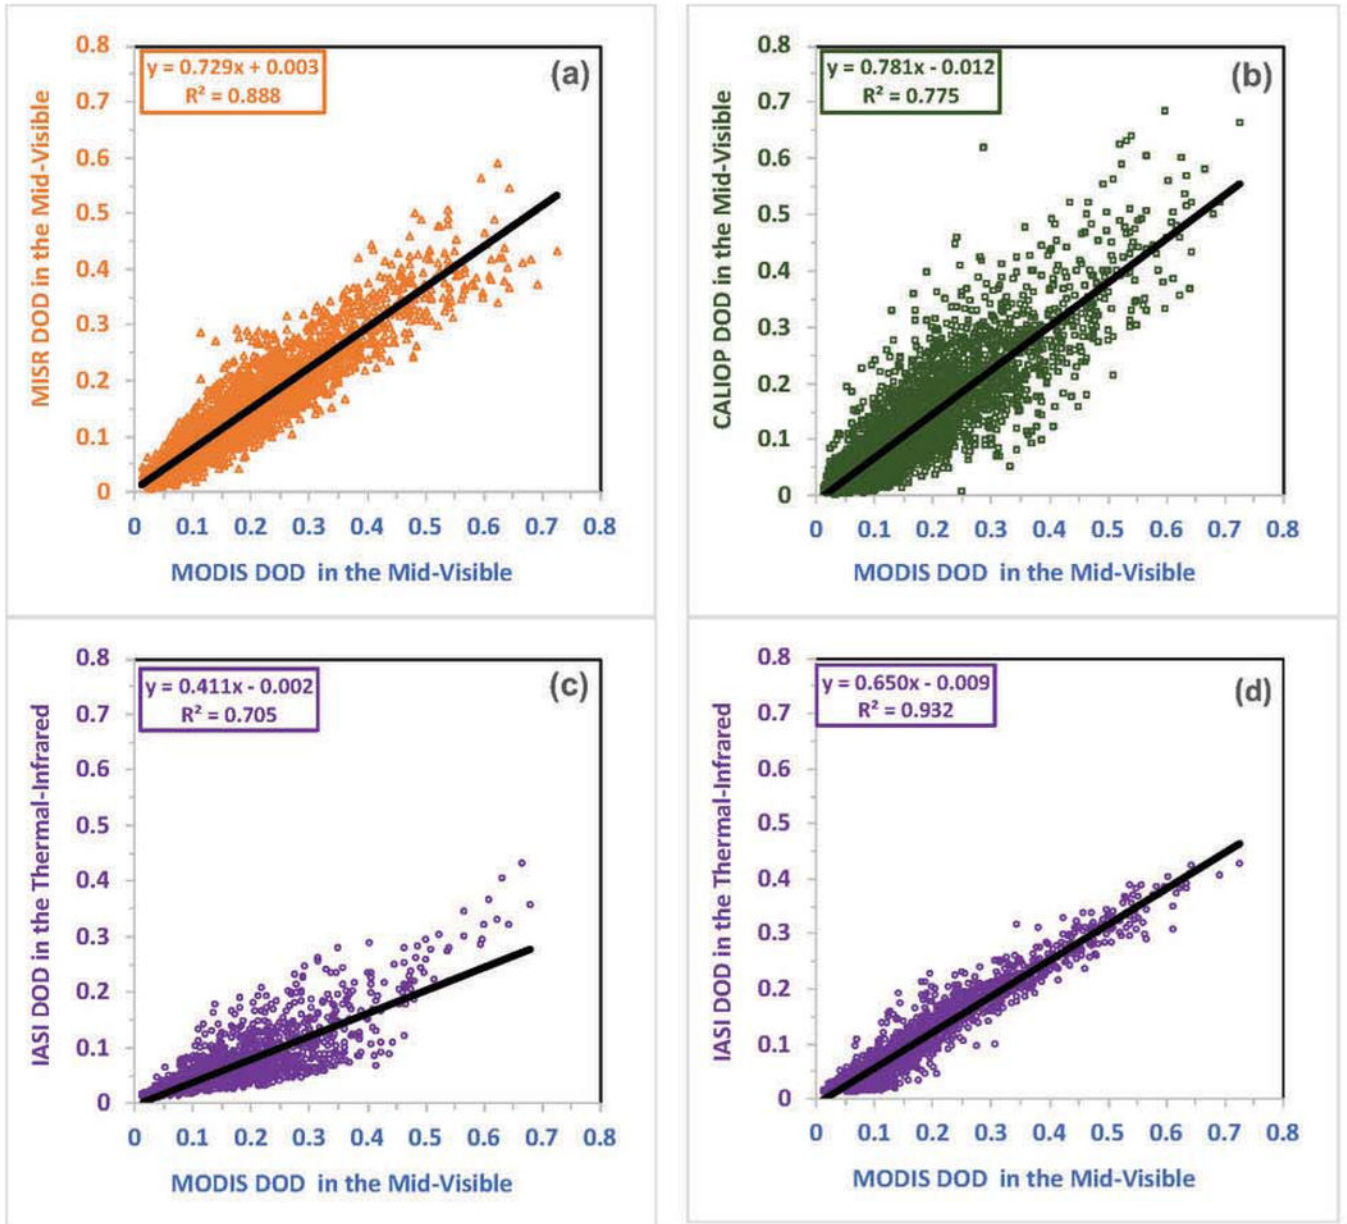 (a)
y = 0.729x + 0.003
R² = 0.888
MISR DOD in the Mid-Visible
0.8
0.7
0.6
0.5
0.4
0.3
0.2
0.1
0
0 0.1 0.2 0.3 0.4 0.5 0.6 0.7 0.8
MODIS DOD in the Mid-Visible
(b)
y = 0.781x - 0.012
R² = 0.775
CALIOP DOD in the Mid-Visible
0.8
0.7
0.6
0.5
0.4
0.3
0.2
0.1
0
0 0.1 0.2 0.3 0.4 0.5 0.6 0.7 0.8
MODIS DOD in the Mid-Visible
(c)
y = 0.411x - 0.002
R² = 0.705
IASI DOD in the Thermal-Infrared
0.8
0.7
0.6
0.5
0.4
0.3
0.2
0.1
0
0 0.1 0.2 0.3 0.4 0.5 0.6 0.7 0.8
MODIS DOD in the Mid-Visible
(d)
y = 0.650x - 0.009
R² = 0.932
IASI DOD in the Thermal-Infrared
0.8
0.7
0.6
0.5
0.4
0.3
0.2
0.1
0
0 0.1 0.2 0.3 0.4 0.5 0.6 0.7 0.8
MODIS DOD in the Mid-Visible